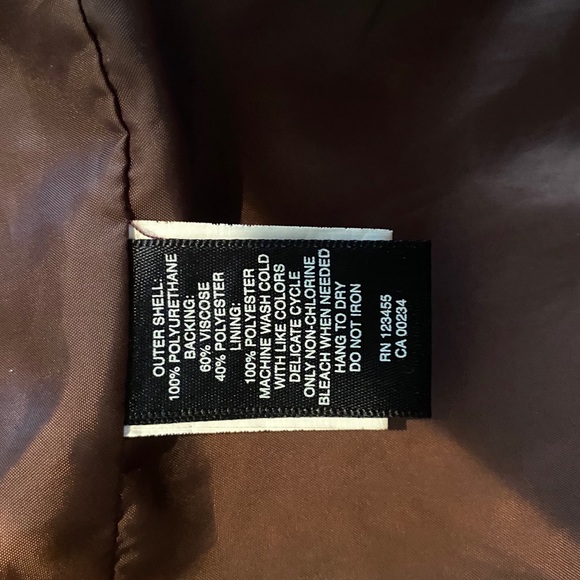 OUTER SHELL:
100% POLYURETHANE
BACKING:
60% VISCOSE
40% POLYESTER
LINING:
100% POLYESTER
MACHINE WASH COLD
WITH LIKE COLORS
DELICATE CYCLE
ONLY NON-CHLORINE
BLEACH WHEN NEEDED
HANG TO DRY
DO NOT IRON
RN 123455
CA 00234